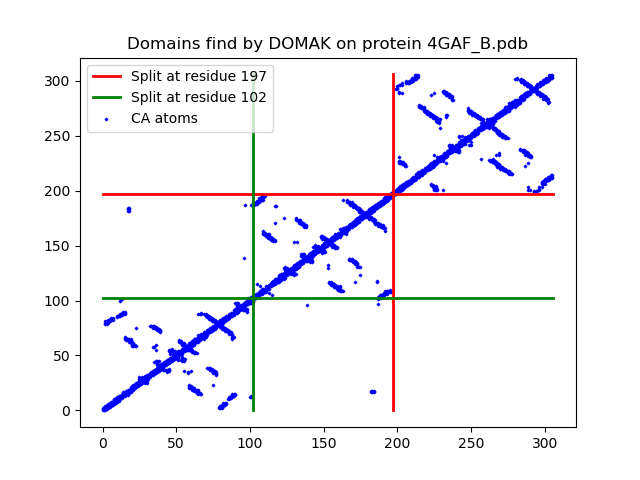 Domains find by DOMAK on protein 4GAF_B.pdb
Split at residue 197
Split at residue 102
CA atoms
300
250
200
150
100
50
0
0 50 100 150 200 250 300